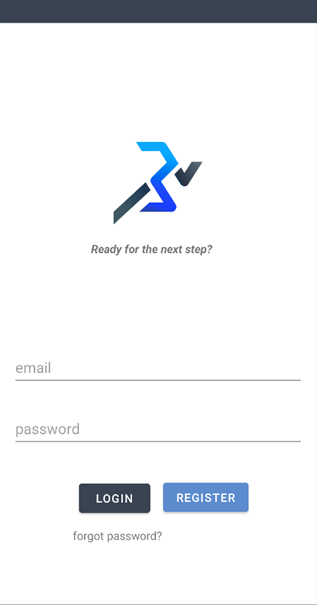 Ready for the next step?
email
password
LOGIN
REGISTER
forgot password?